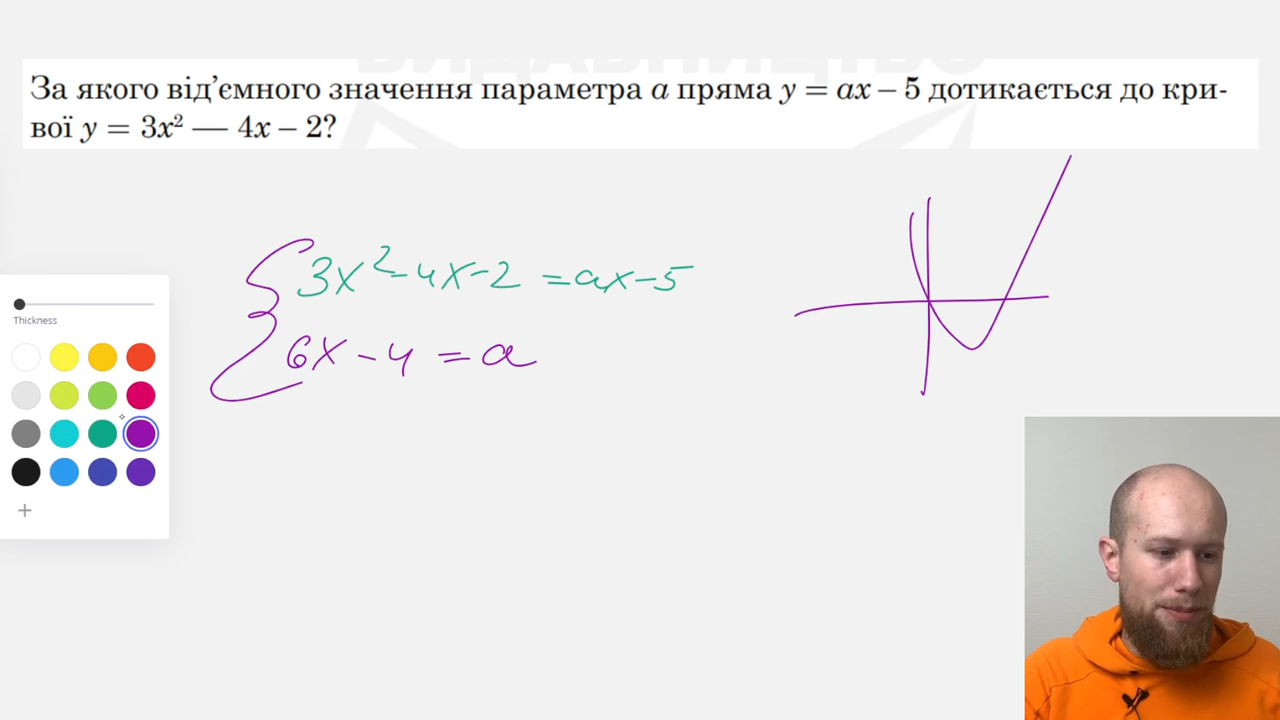 За якого від’ємного значення параметра a пряма y = ax – 5 дотикається до кри-
вої y = 3x² — 4x – 2?
3x² - 4x - 2 = ax - 5
6x - 4 = a
Thickness